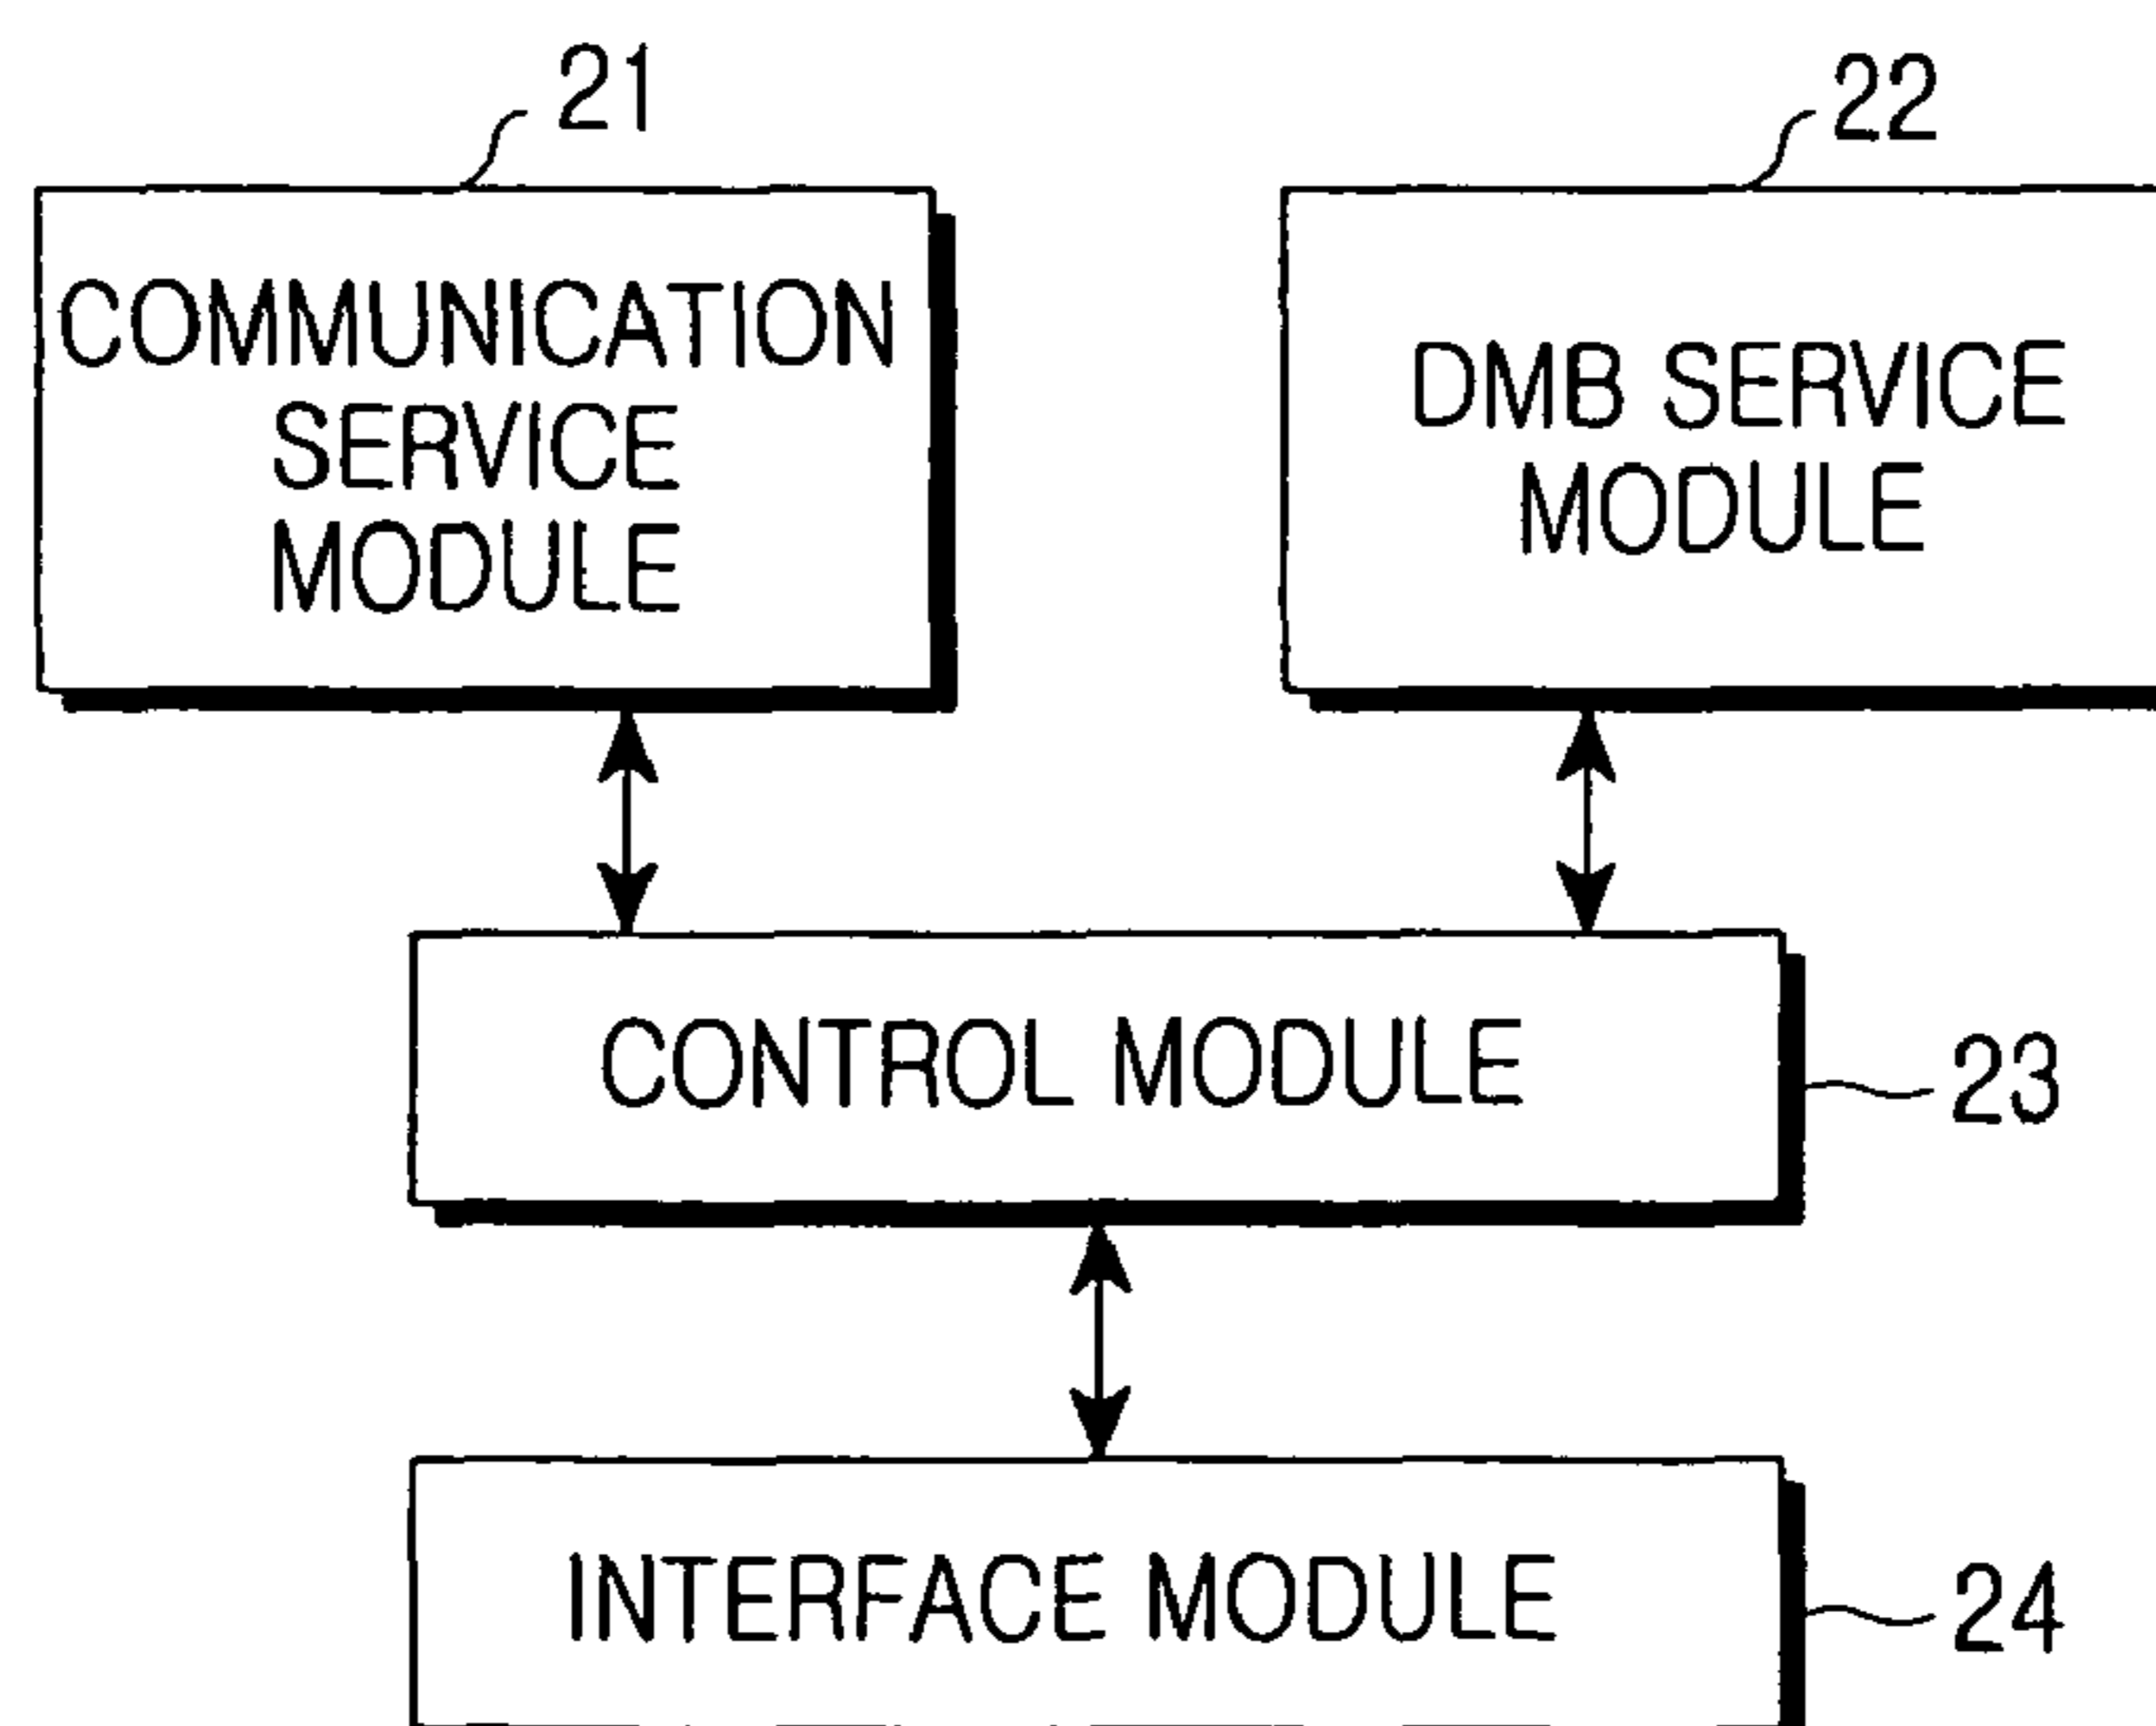 21
22
COMMUNICATION
SERVICE
MODULE
DMB SERVICE
MODULE
CONTROL MODULE
23
INTERFACE MODULE
24